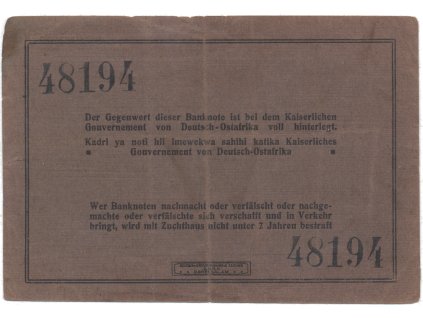 48194
Der Gegenwert dieser Banknote ist bei dem Kaiserlichen
Gouvernement von Deutsch-Ostafrika voll hinterlegt.
Kadri ya noti hii imewekwa sahihi katika Kaiserliches
Gouvernement von Deutsch-Ostafrika
Wer Banknoten nachmacht oder verfälscht oder nachge-
machte oder verfälschte sich verschafft und in Verkehr
bringt, wird mit Zuchthaus nicht unter 2 Jahren bestraft
48194